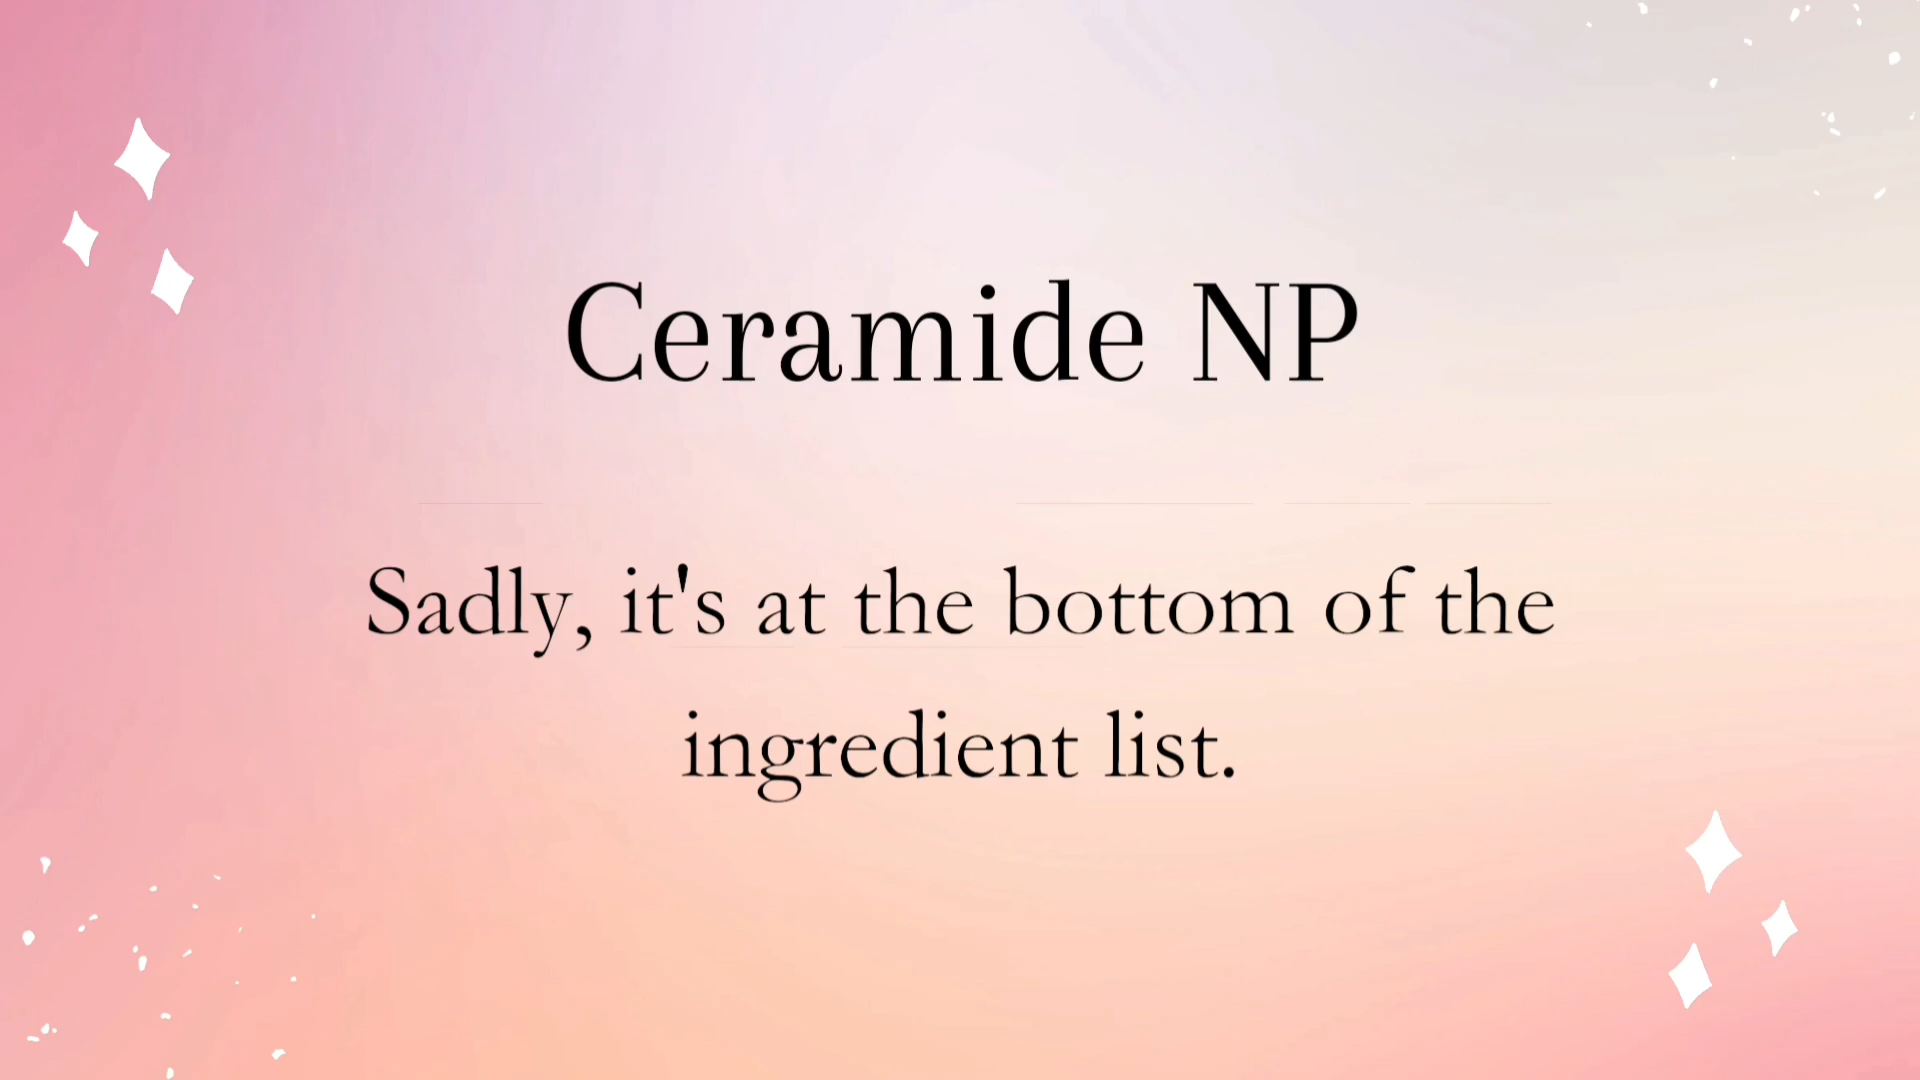 Ceramide NP
Sadly, it's at the bottom of the
ingredient list.